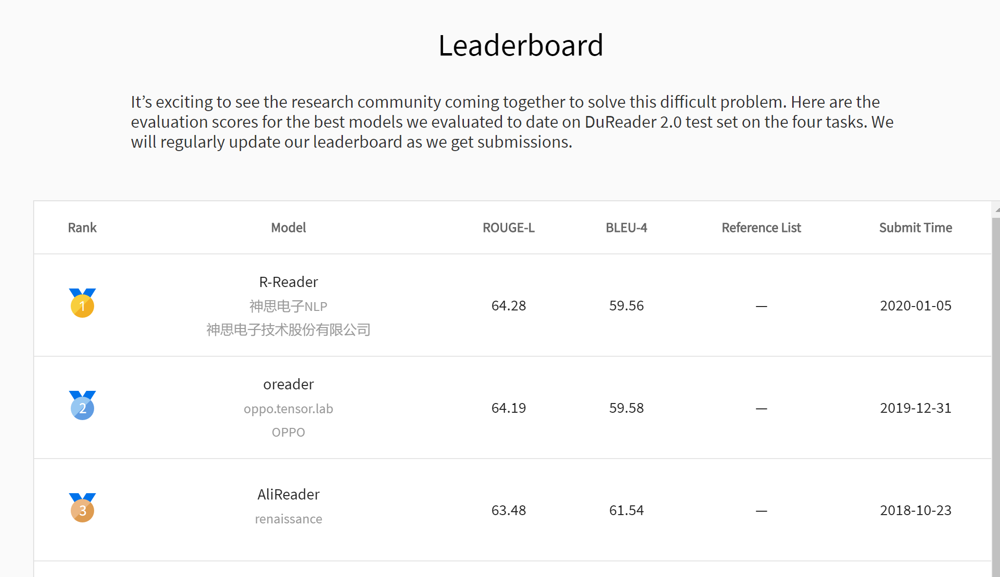 Leaderboard
It’s exciting to see the research community coming together to solve this difficult problem. Here are the
evaluation scores for the best models we evaluated to date on DuReader 2.0 test set on the four tasks. We
will regularly update our leaderboard as we get submissions.
Rank Model ROUGE-L BLEU-4 Reference List Submit Time
R-Reader
1 神思电子NLP 64.28 59.56 — 2020-01-05
神思电子技术股份有限公司
oreader
2 oppo.tensor.lab 64.19 59.58 — 2019-12-31
OPPO
AliReader
3 63.48 61.54 — 2018-10-23
renaissance